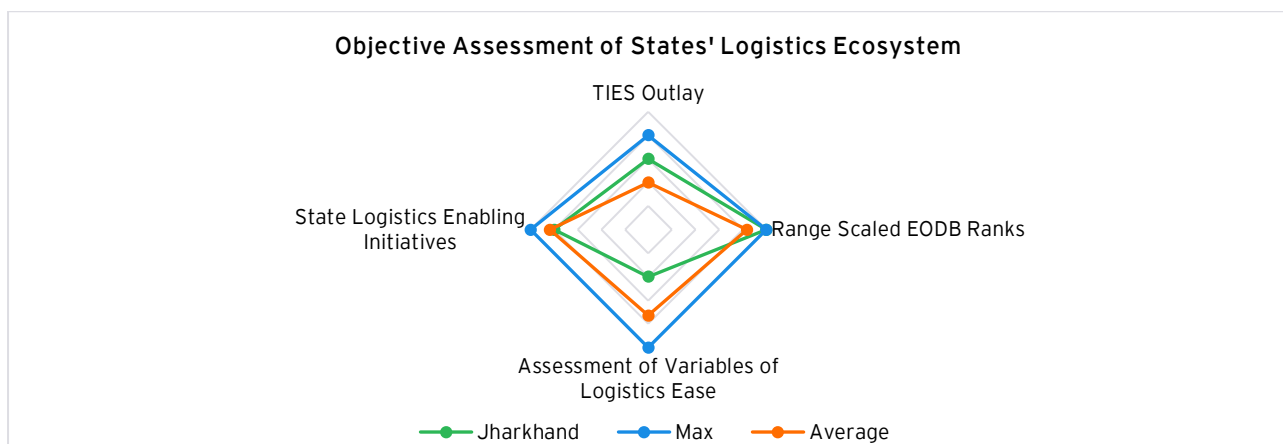 Objective Assessment of States' Logistics Ecosystem
TIES Outlay
State Logistics Enabling
Initiatives
Range Scaled EODB Ranks
Assessment of Variables of
Logistics Ease
Jharkhand
Max
Average